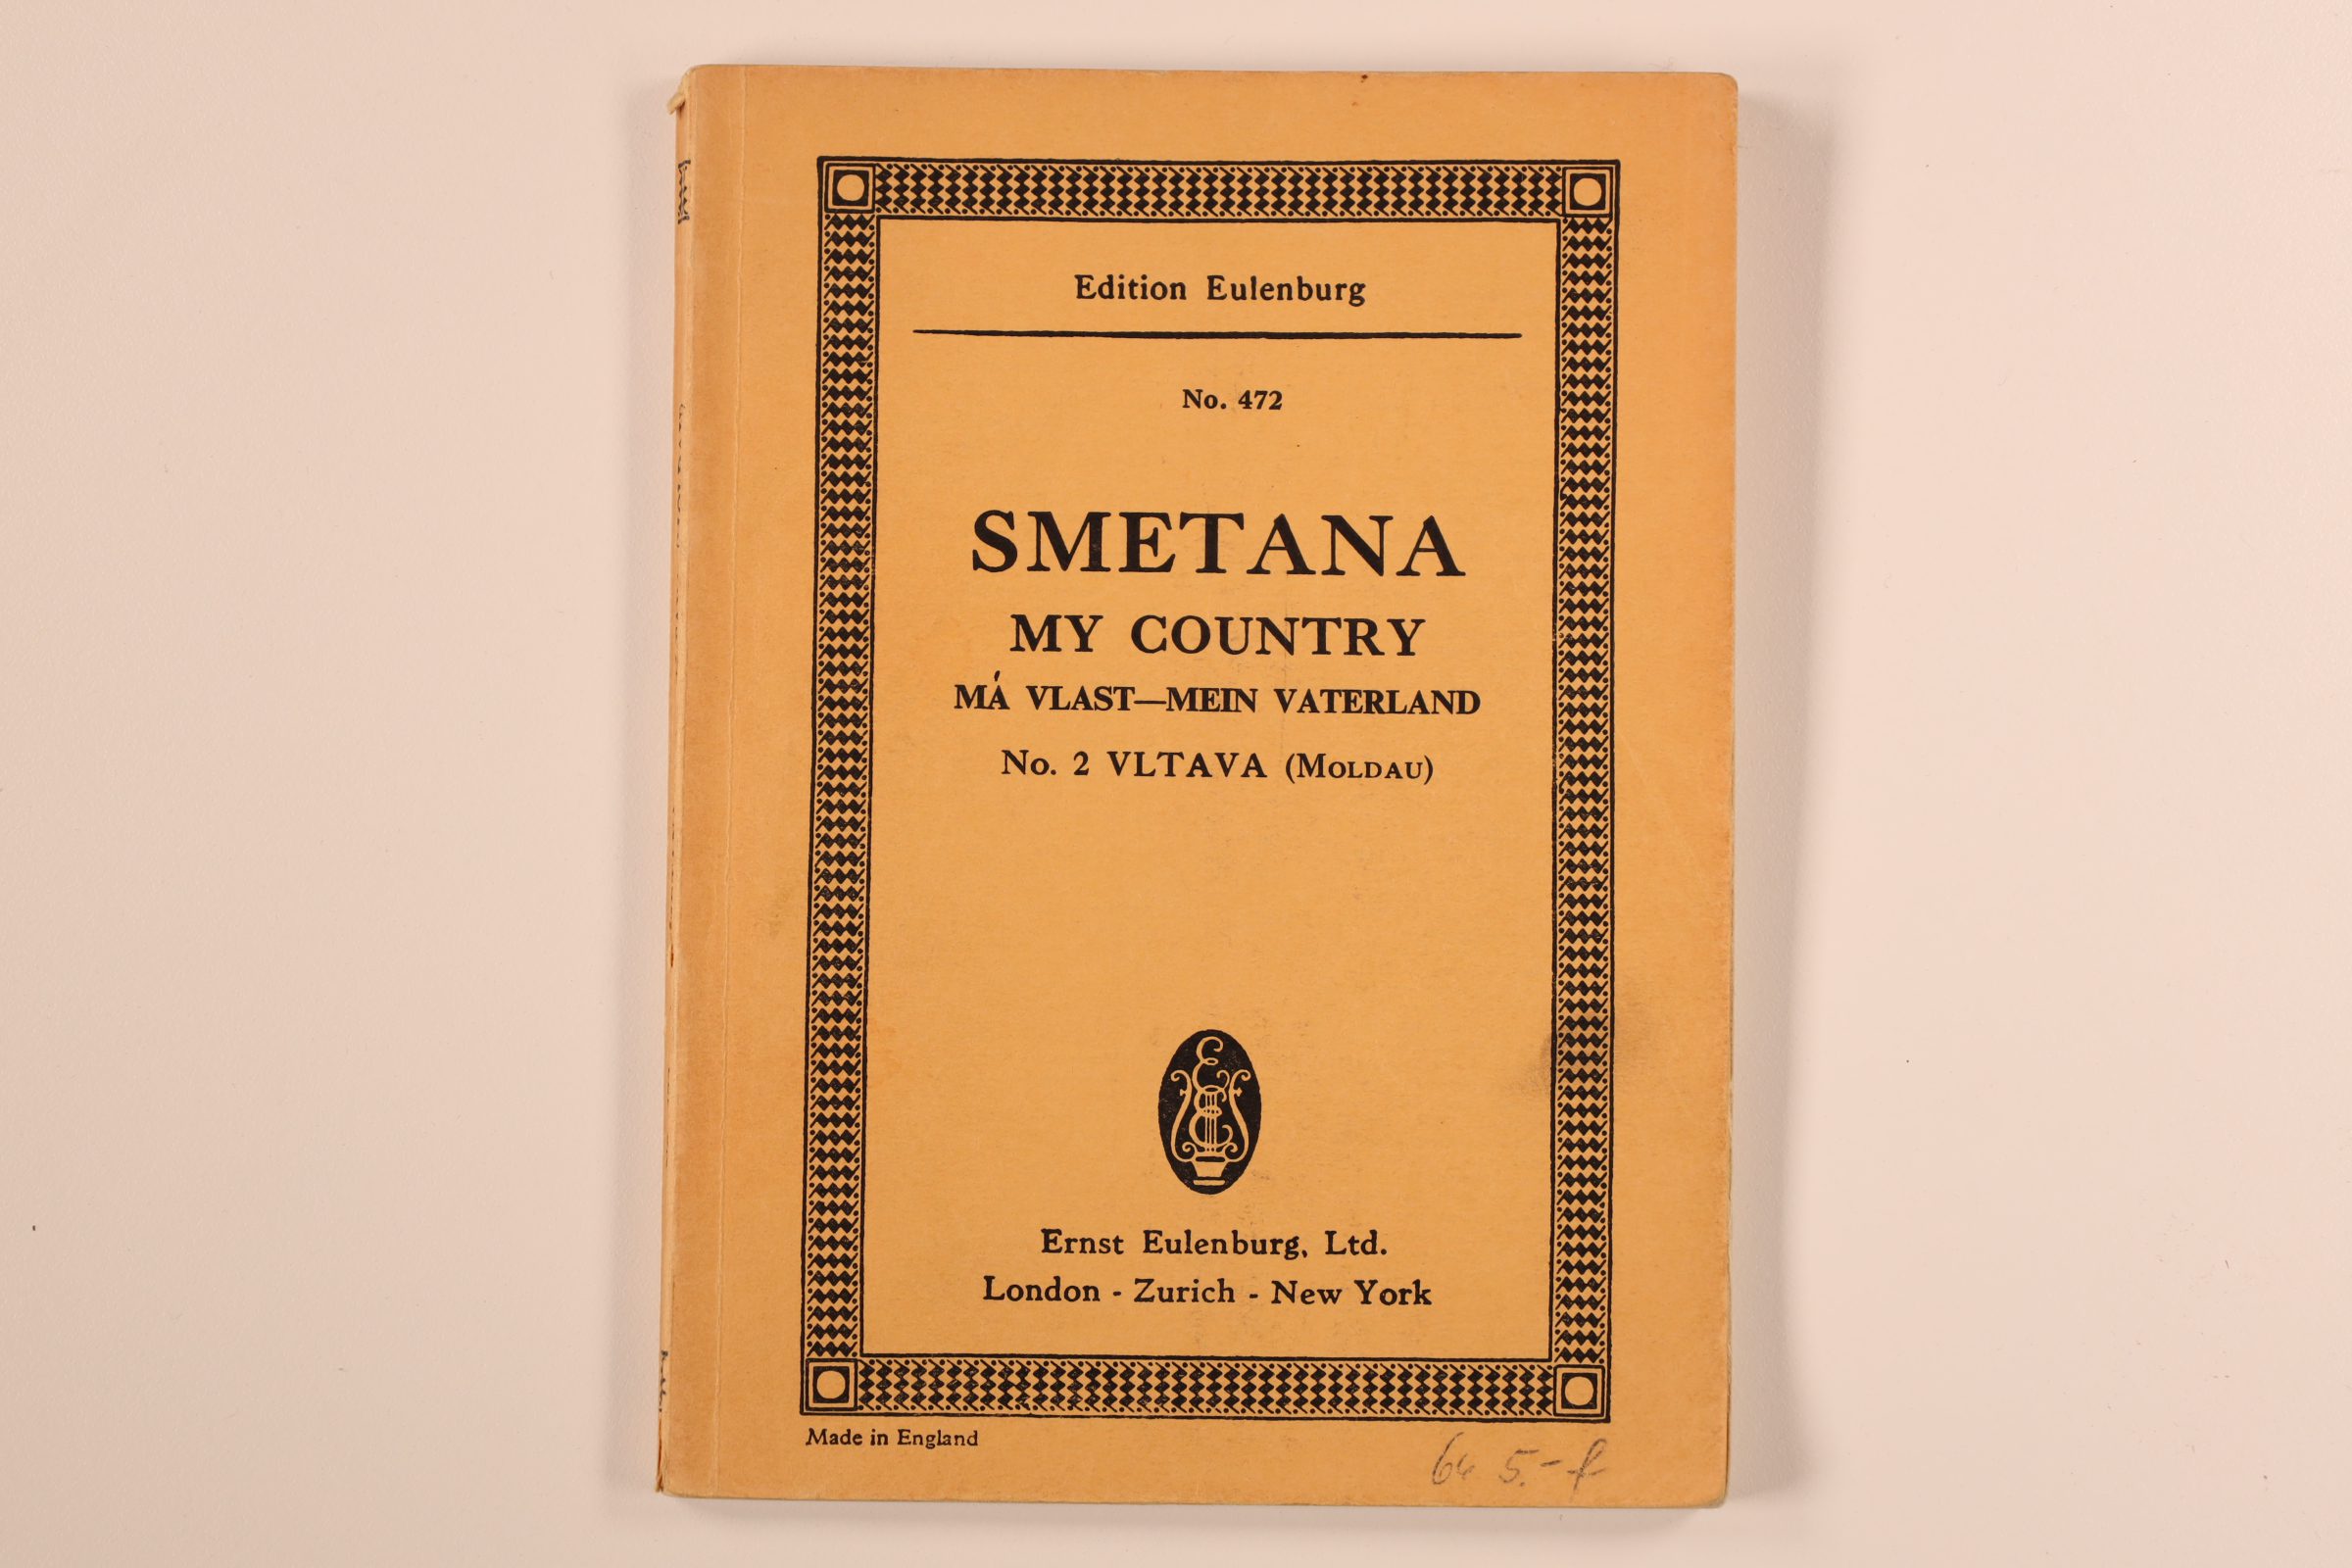 Edition Eulenburg
No. 472
SMETANA
MY COUNTRY
MÁ VLAST—MEIN VATERLAND
No. 2 VLTAVA (MOLDAU)
Ernst Eulenburg, Ltd.
London - Zurich - New York
Made in England
5.-